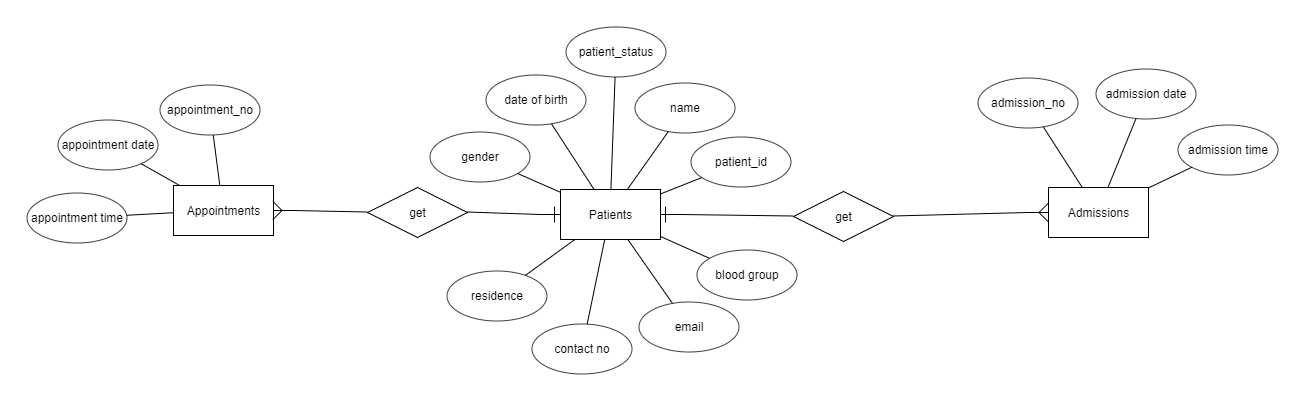 patient_status
date of birth
name
appointment_no
admission_no
admission date
appointment date
gender
patient_id
admission time
appointment time
Appointments
get
Patients
get
Admissions
residence
blood group
contact no
email